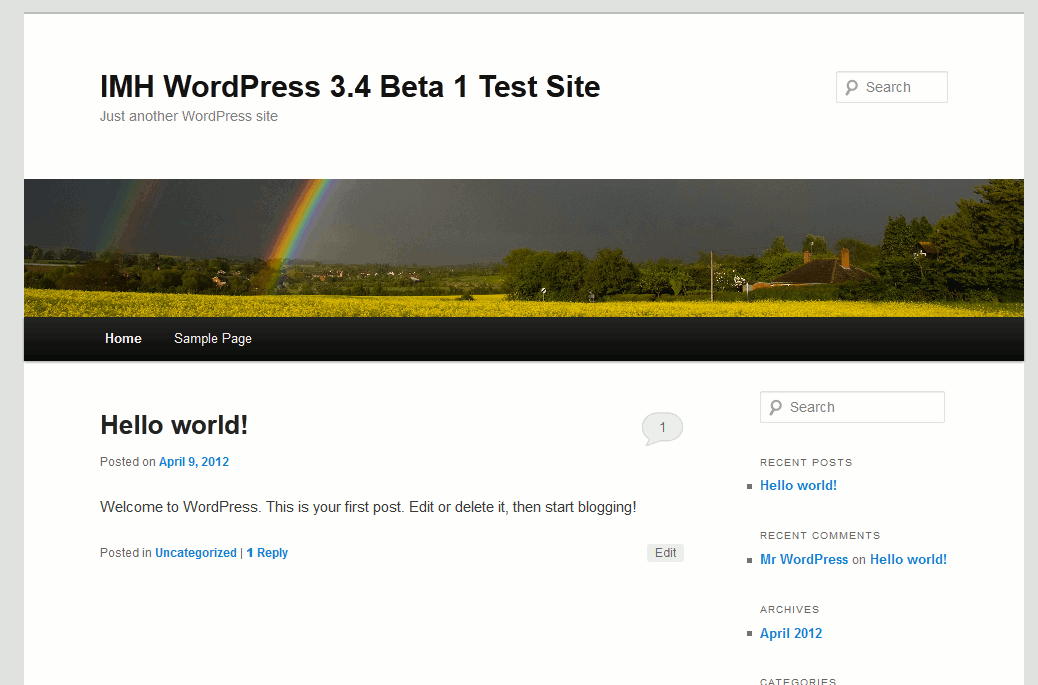 IMH WordPress 3.4 Beta 1 Test Site
Just another WordPress site
Search
Home
Sample Page
Hello world!
1
Posted on April 9, 2012
Welcome to WordPress. This is your first post. Edit or delete it, then start blogging!
Posted in Uncategorized | 1 Reply
Edit
Search
RECENT POSTS
Hello world!
RECENT COMMENTS
Mr WordPress on Hello world!
ARCHIVES
April 2012
CATEGORIES